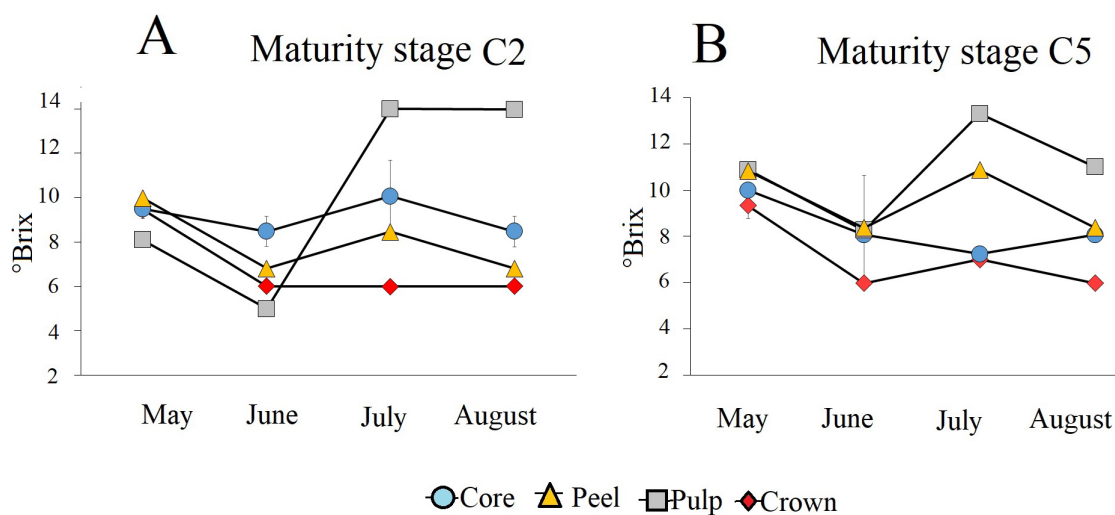 A Maturity stage C2
14
12
10
8
6
4
2
°Brix
May June July August
B Maturity stage C5
14
12
10
8
6
4
2
°Brix
May June July August
Core Peel Pulp Crown